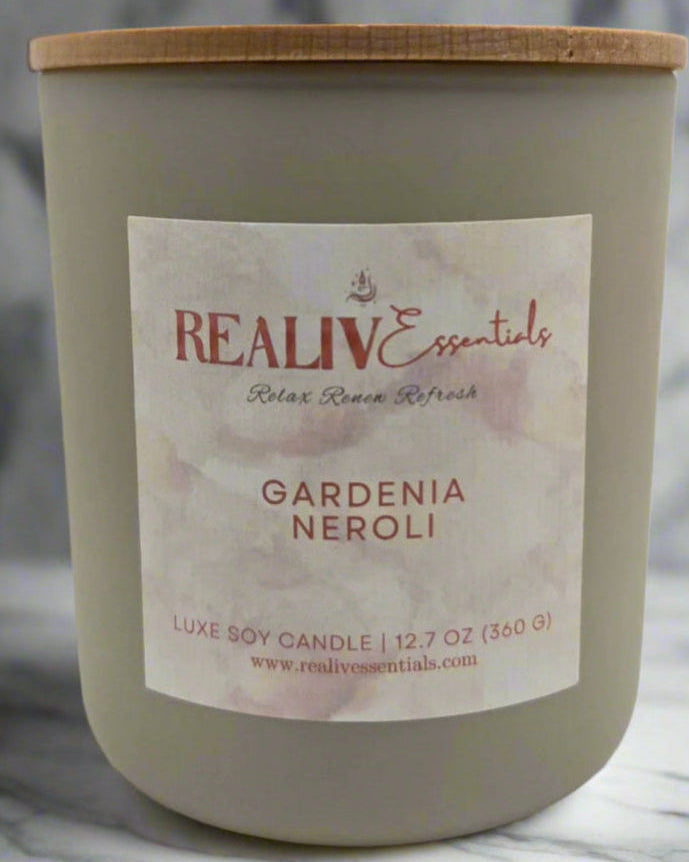 REALIVEssentials
Relax Renew Refresh
GARDENIA
NEROLI
LUXE SOY CANDLE | 12.7 OZ (360 G)
www.realivessentials.com